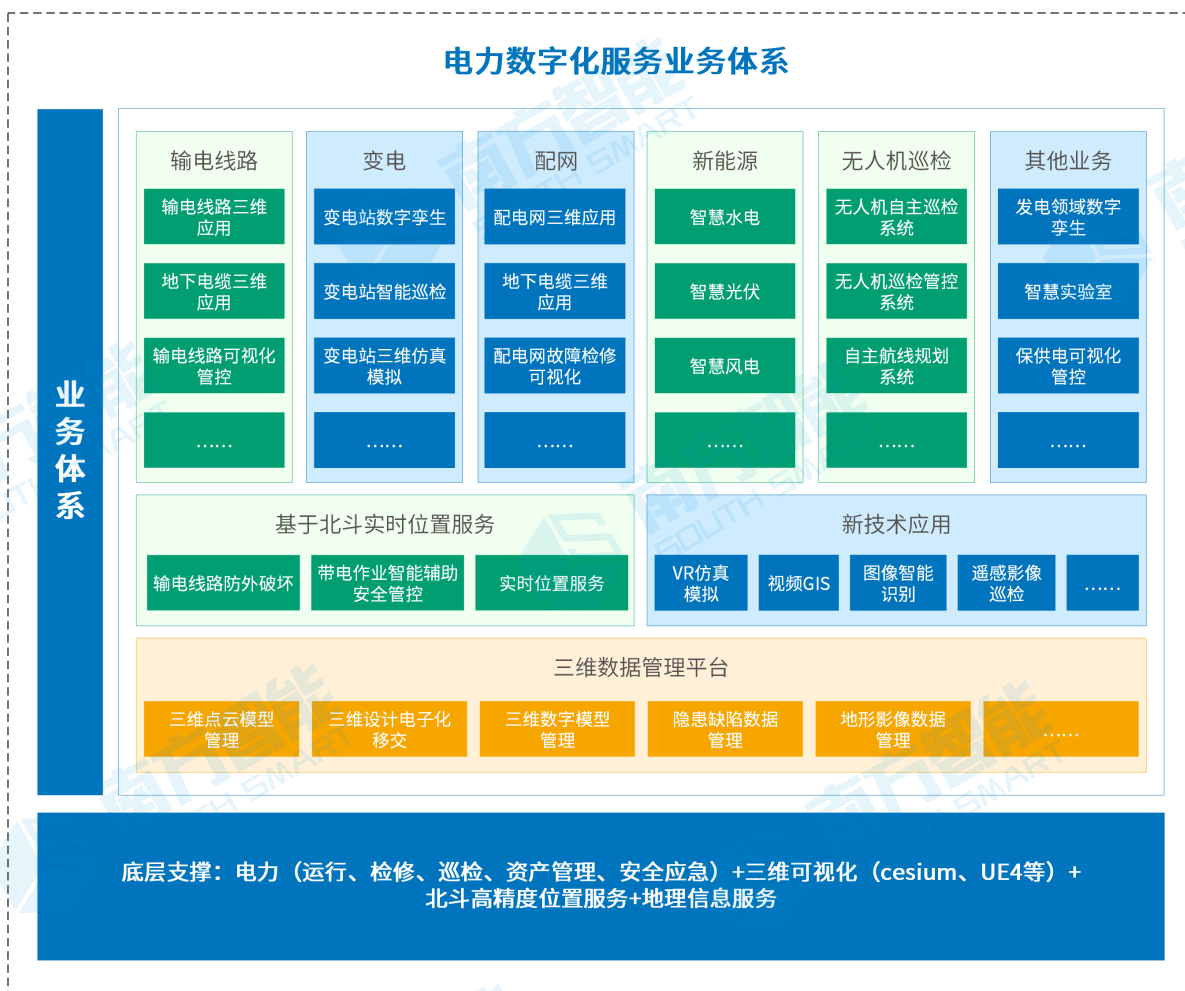 电力数字化服务业务体系
业务体系
输电线路
输电线路三维
应用
地下电缆三维
应用
输电线路可视化
管控
……
变电
变电站数字孪生
变电站智能巡检
变电站三维仿真
模拟
……
配网
配电网三维应用
地下电缆三维
应用
配电网故障检修
可视化
……
新能源
智慧水电
智慧光伏
智慧风电
……
无人机巡检
无人机自主巡检
系统
无人机巡检管控
系统
自主航线规划
系统
……
其他业务
发电领域数字
孪生
智慧实验室
保供电可视化
管控
……
基于北斗实时位置服务
输电线路防外破坏
带电作业智能辅助
安全管控
实时位置服务
新技术应用
VR仿真
模拟
视频GIS
图像智能
识别
遥感影像
巡检
……
三维数据管理平台
三维点云模型
管理
三维设计电子化
移交
三维数字模型
管理
隐患缺陷数据
管理
地形影像数据
管理
……
底层支撑：电力（运行、检修、巡检、资产管理、安全应急）+三维可视化（cesium、UE4等）+
北斗高精度位置服务+地理信息服务
南方智能
SOUTH SMART